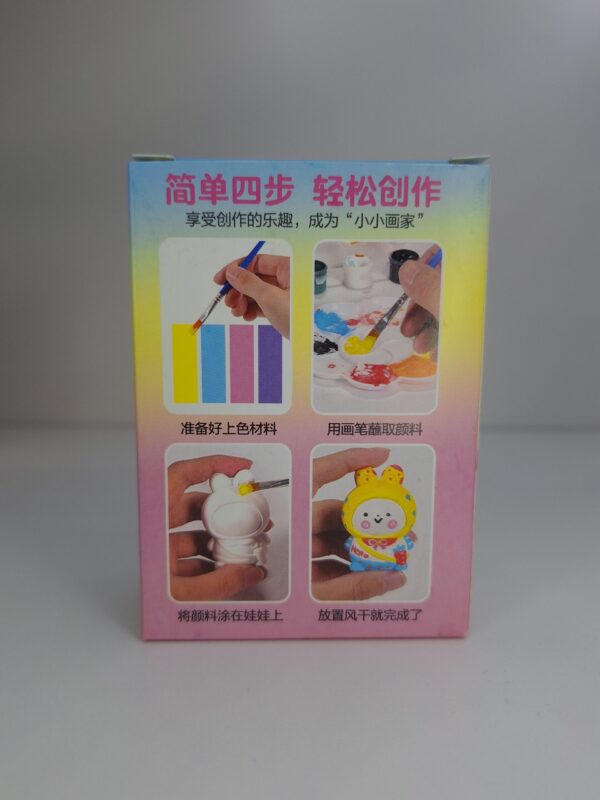 简单四步 轻松创作
享受创作的乐趣，成为“小小画家”
准备好上色材料
用画笔蘸取颜料
将颜料涂在娃娃上
放置风干就完成了